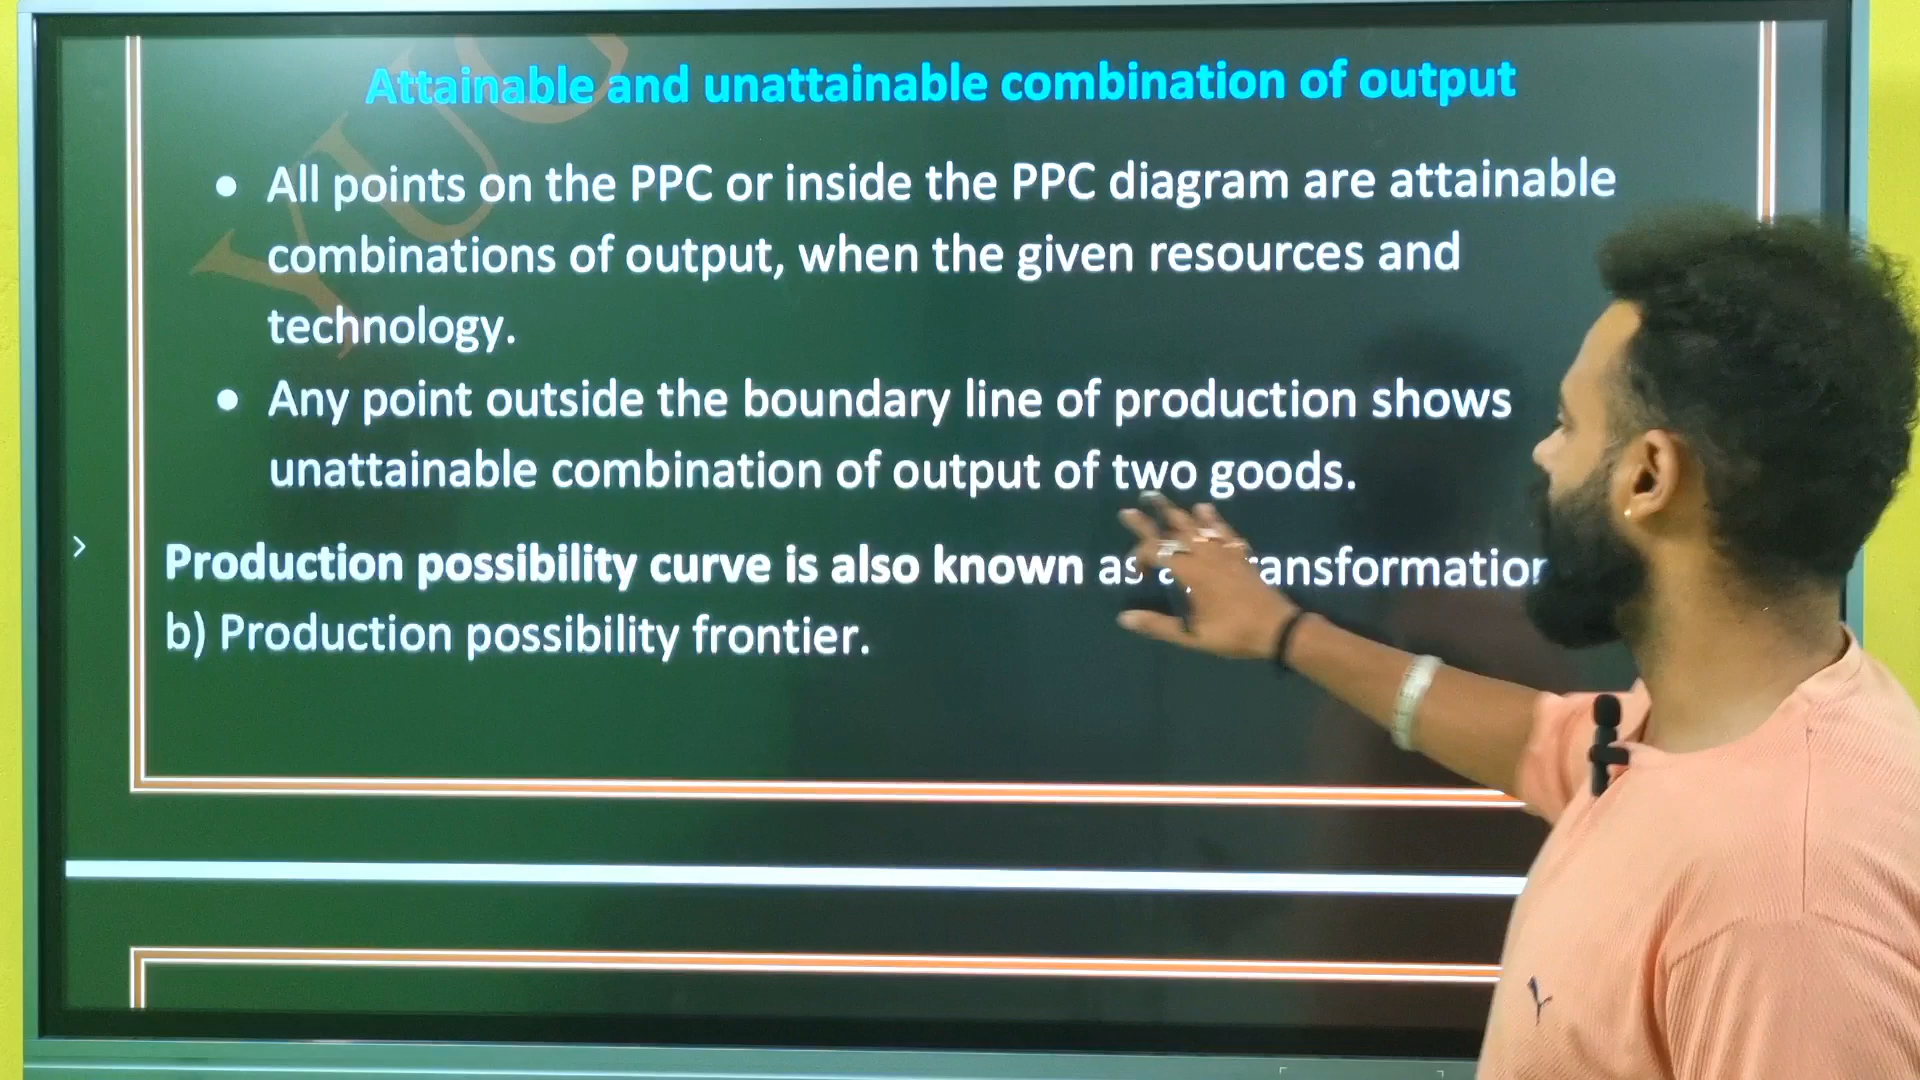 Attainable and unattainable combination of output
• All points on the PPC or inside the PPC diagram are attainable
combinations of output, when the given resources and
technology.
• Any point outside the boundary line of production shows
unattainable combination of output of two goods.
Production possibility curve is also known as
b) Production possibility frontier.